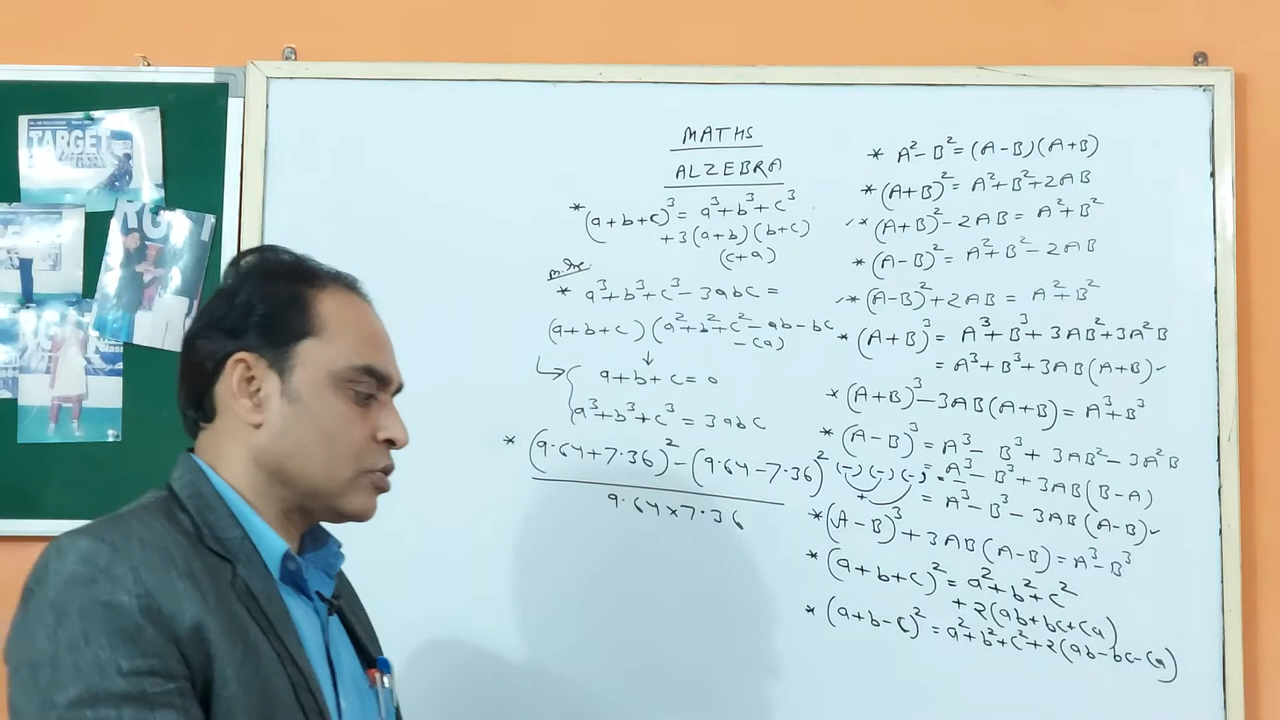 TARGET
MATHS
ALZEBRA
* (a+b+c)³ = a³+b³+c³
+3(a+b)(b+c)
(c+a)
* a³+b³+c³-3abc =
(a+b+c)(a²+b²+c²-ab-bc
-ca)
↓
↳ { a+b+c=0
a³+b³+c³=3abc
* (9.64+7.36)²-(9.64-7.36)²
9.64×7.36
* A²-B²=(A-B)(A+B)
* (A+B)²=A²+B²+2AB
✓* (A+B)²-2AB=A²+B²
* (A-B)²=A²+B²-2AB
✓* (A-B)²+2AB=A²+B²
* (A+B)³=A³+B³+3AB²+3A²B
=A³+B³+3AB(A+B)✓
* (A+B)³-3AB(A+B)=A³+B³
* (A-B)³=A³-B³+3AB²-3A²B
(-)(-)(-) = A³-B³+3AB(B-A)
+ = A³-B³-3AB(A-B)✓
* (A-B)³+3AB(A-B)=A³-B³
* (a+b+c)²=a²+b²+c²
+2(ab+bc+ca)
* (a+b-c)²=a²+b²+c²+2(ab-bc-ca)